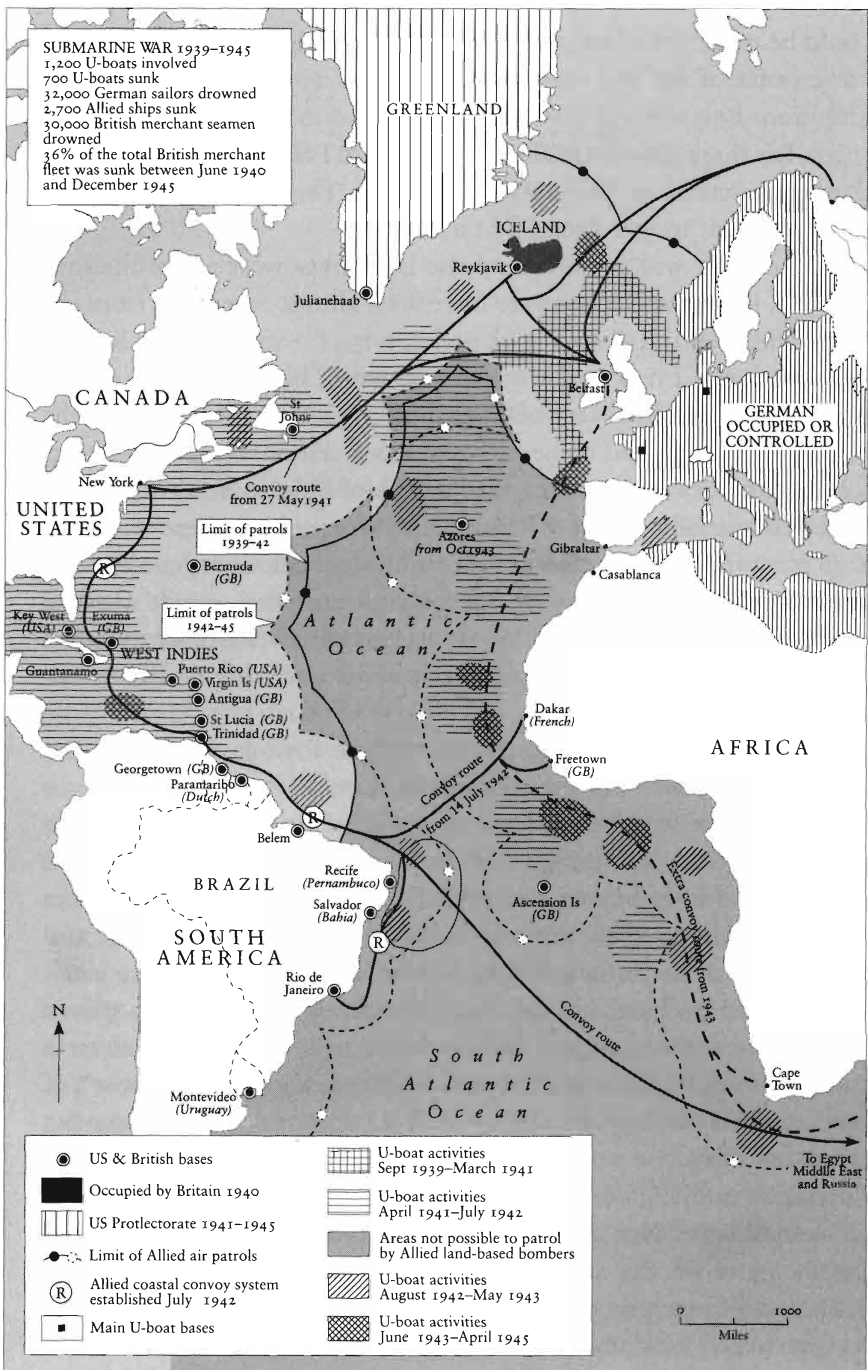 SUBMARINE WAR 1939–1945
1,200 U-boats involved
700 U-boats sunk
32,000 German sailors drowned
2,700 Allied ships sunk
30,000 British merchant seamen
drowned
36% of the total British merchant
fleet was sunk between June 1940
and December 1945
GREENLAND
ICELAND
Reykjavik
Julianehaab
CANADA
St
Johns
Belfast
GERMAN
OCCUPIED OR
CONTROLLED
New York
Convoy route
from 27 May 1941
UNITED
STATES
Limit of patrols
1939–42
Azores
from Oct 1943
Gibraltar
Casablanca
R
Bermuda
(GB)
Limit of patrols
1942–45
Atlantic
Ocean
Key West
(USA)
Exuma
(GB)
WEST INDIES
Guantanamo
Puerto Rico (USA)
Virgin Is (USA)
Antigua (GB)
St Lucia (GB)
Trinidad (GB)
Dakar
(French)
Freetown
(GB)
AFRICA
Georgetown (GB)
Paramaribo
(Dutch)
Convoy route
from 14 July 1942
R
Belem
BRAZIL
Recife
(Pernambuco)
Salvador
(Bahia)
Ascension Is
(GB)
Extra convoy route from 1943
SOUTH
AMERICA
R
Rio de
Janeiro
Convoy route
N
South
Atlantic
Ocean
Cape
Town
Montevideo
(Uruguay)
To Egypt
Middle East
and Russia
US & British bases
Occupied by Britain 1940
US Protlectorate 1941–1945
Limit of Allied air patrols
R
Allied coastal convoy system
established July 1942
Main U-boat bases
U-boat activities
Sept 1939–March 1941
U-boat activities
April 1941–July 1942
Areas not possible to patrol
by Allied land-based bombers
U-boat activities
August 1942–May 1943
U-boat activities
June 1943–April 1945
0 1000
Miles